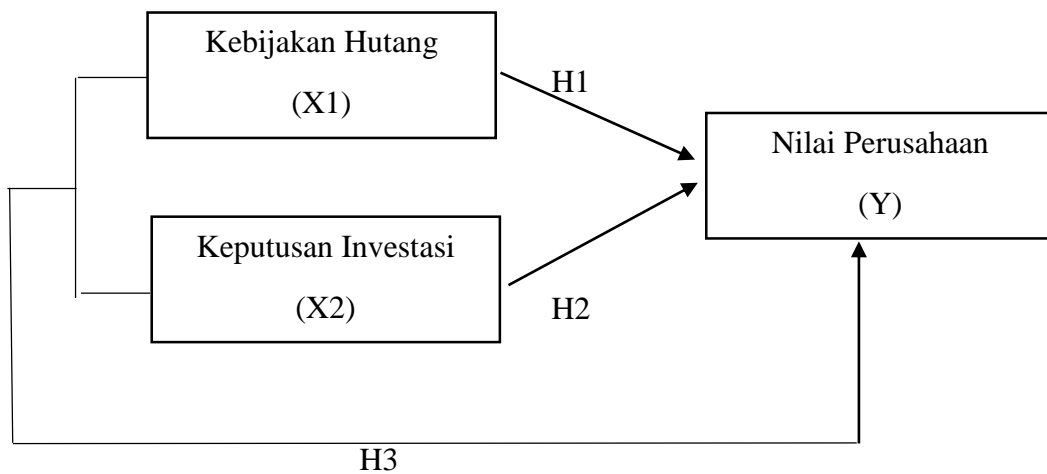 Kebijakan Hutang
(X1)
H1
Nilai Perusahaan
(Y)
Keputusan Investasi
(X2)
H2
H3